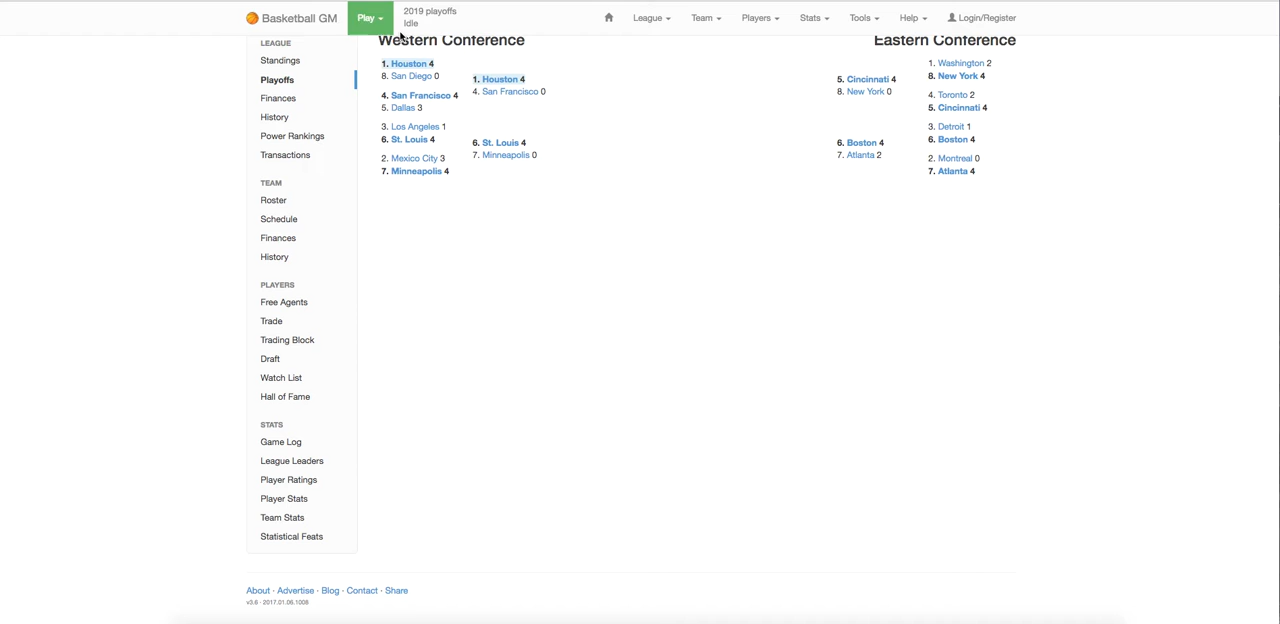 Basketball GM
Play
2019 playoffs
Idle
League
Team
Players
Stats
Tools
Help
Login/Register
LEAGUE
Standings
Playoffs
Finances
History
Power Rankings
Transactions
TEAM
Roster
Schedule
Finances
History
PLAYERS
Free Agents
Trade
Trading Block
Draft
Watch List
Hall of Fame
STATS
Game Log
League Leaders
Player Ratings
Player Stats
Team Stats
Statistical Feats
Western Conference
1. Houston 4
8. San Diego 0
4. San Francisco 4
5. Dallas 3
3. Los Angeles 1
6. St. Louis 4
2. Mexico City 3
7. Minneapolis 4
1. Houston 4
4. San Francisco 0
6. St. Louis 4
7. Minneapolis 0
Eastern Conference
5. Cincinnati 4
8. New York 0
6. Boston 4
7. Atlanta 2
1. Washington 2
8. New York 4
4. Toronto 2
5. Cincinnati 4
3. Detroit 1
6. Boston 4
2. Montreal 0
7. Atlanta 4
About · Advertise · Blog · Contact · Share
v3.6 - 2017.01.06.1008